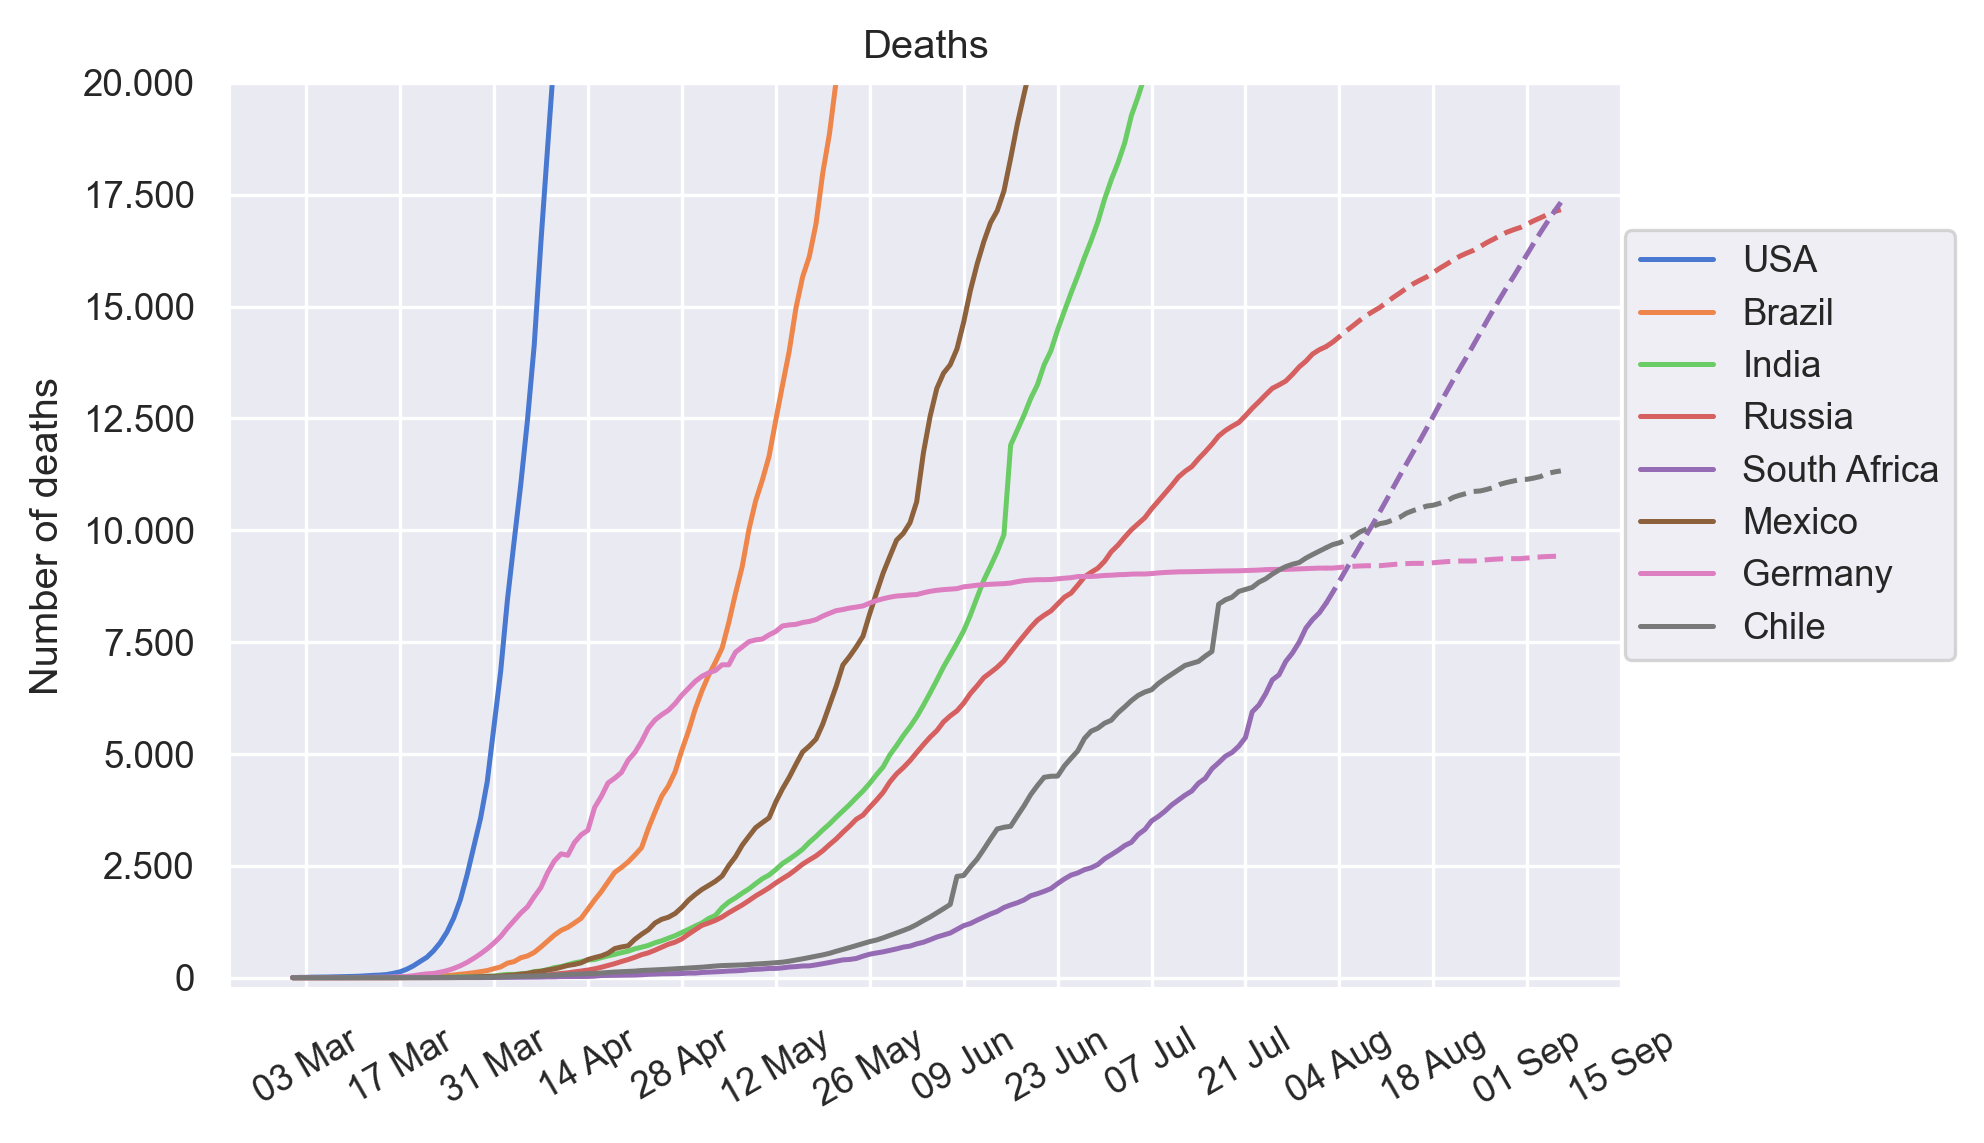 Deaths
20.000
17.500
15.000
12.500
10.000
7.500
5.000
2.500
0
Number of deaths
03 Mar
17 Mar
31 Mar
14 Apr
28 Apr
12 May
26 May
09 Jun
23 Jun
07 Jul
21 Jul
04 Aug
18 Aug
01 Sep
15 Sep
USA
Brazil
India
Russia
South Africa
Mexico
Germany
Chile